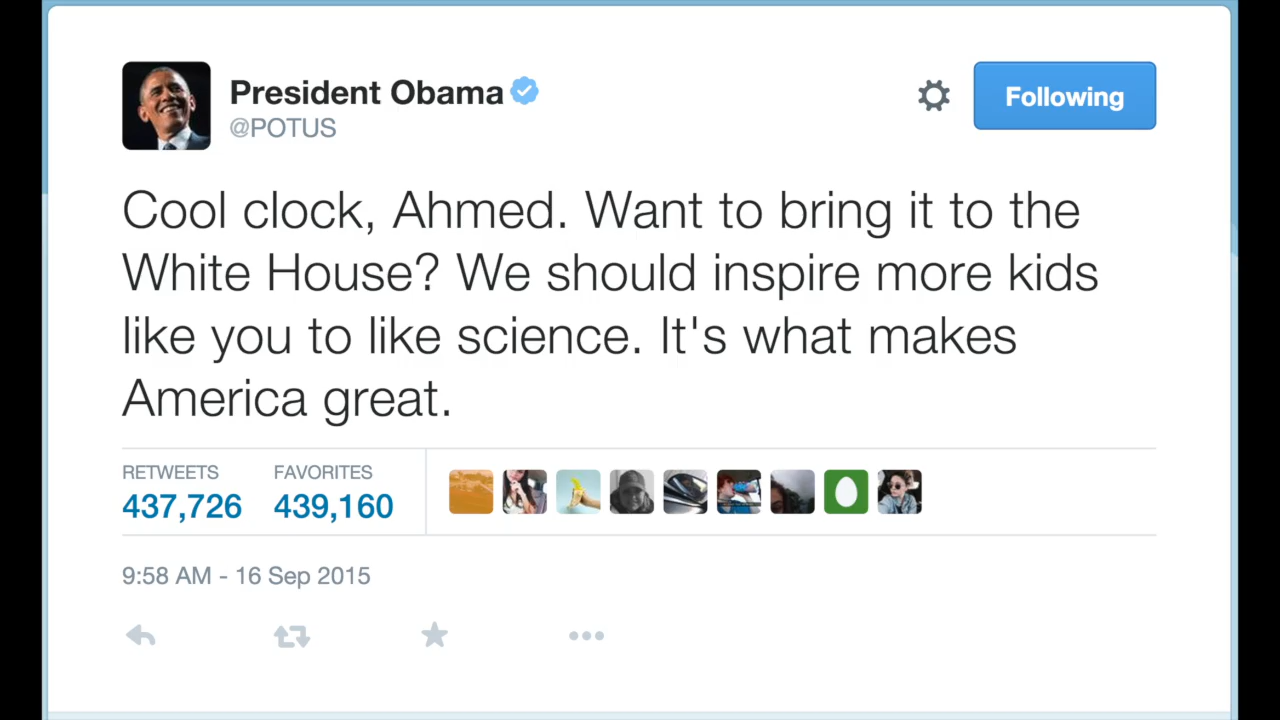 President Obama
@POTUS
Following
Cool clock, Ahmed. Want to bring it to the
White House? We should inspire more kids
like you to like science. It's what makes
America great.
RETWEETS FAVORITES
437,726 439,160
9:58 AM - 16 Sep 2015